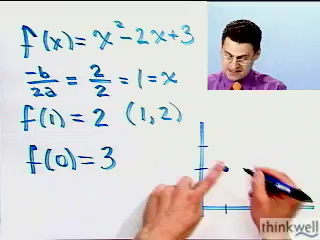 f(x) = x² - 2x + 3
-b/2a = 2/2 = 1 = x
f(1) = 2 (1,2)
f(0) = 3
thinkwell